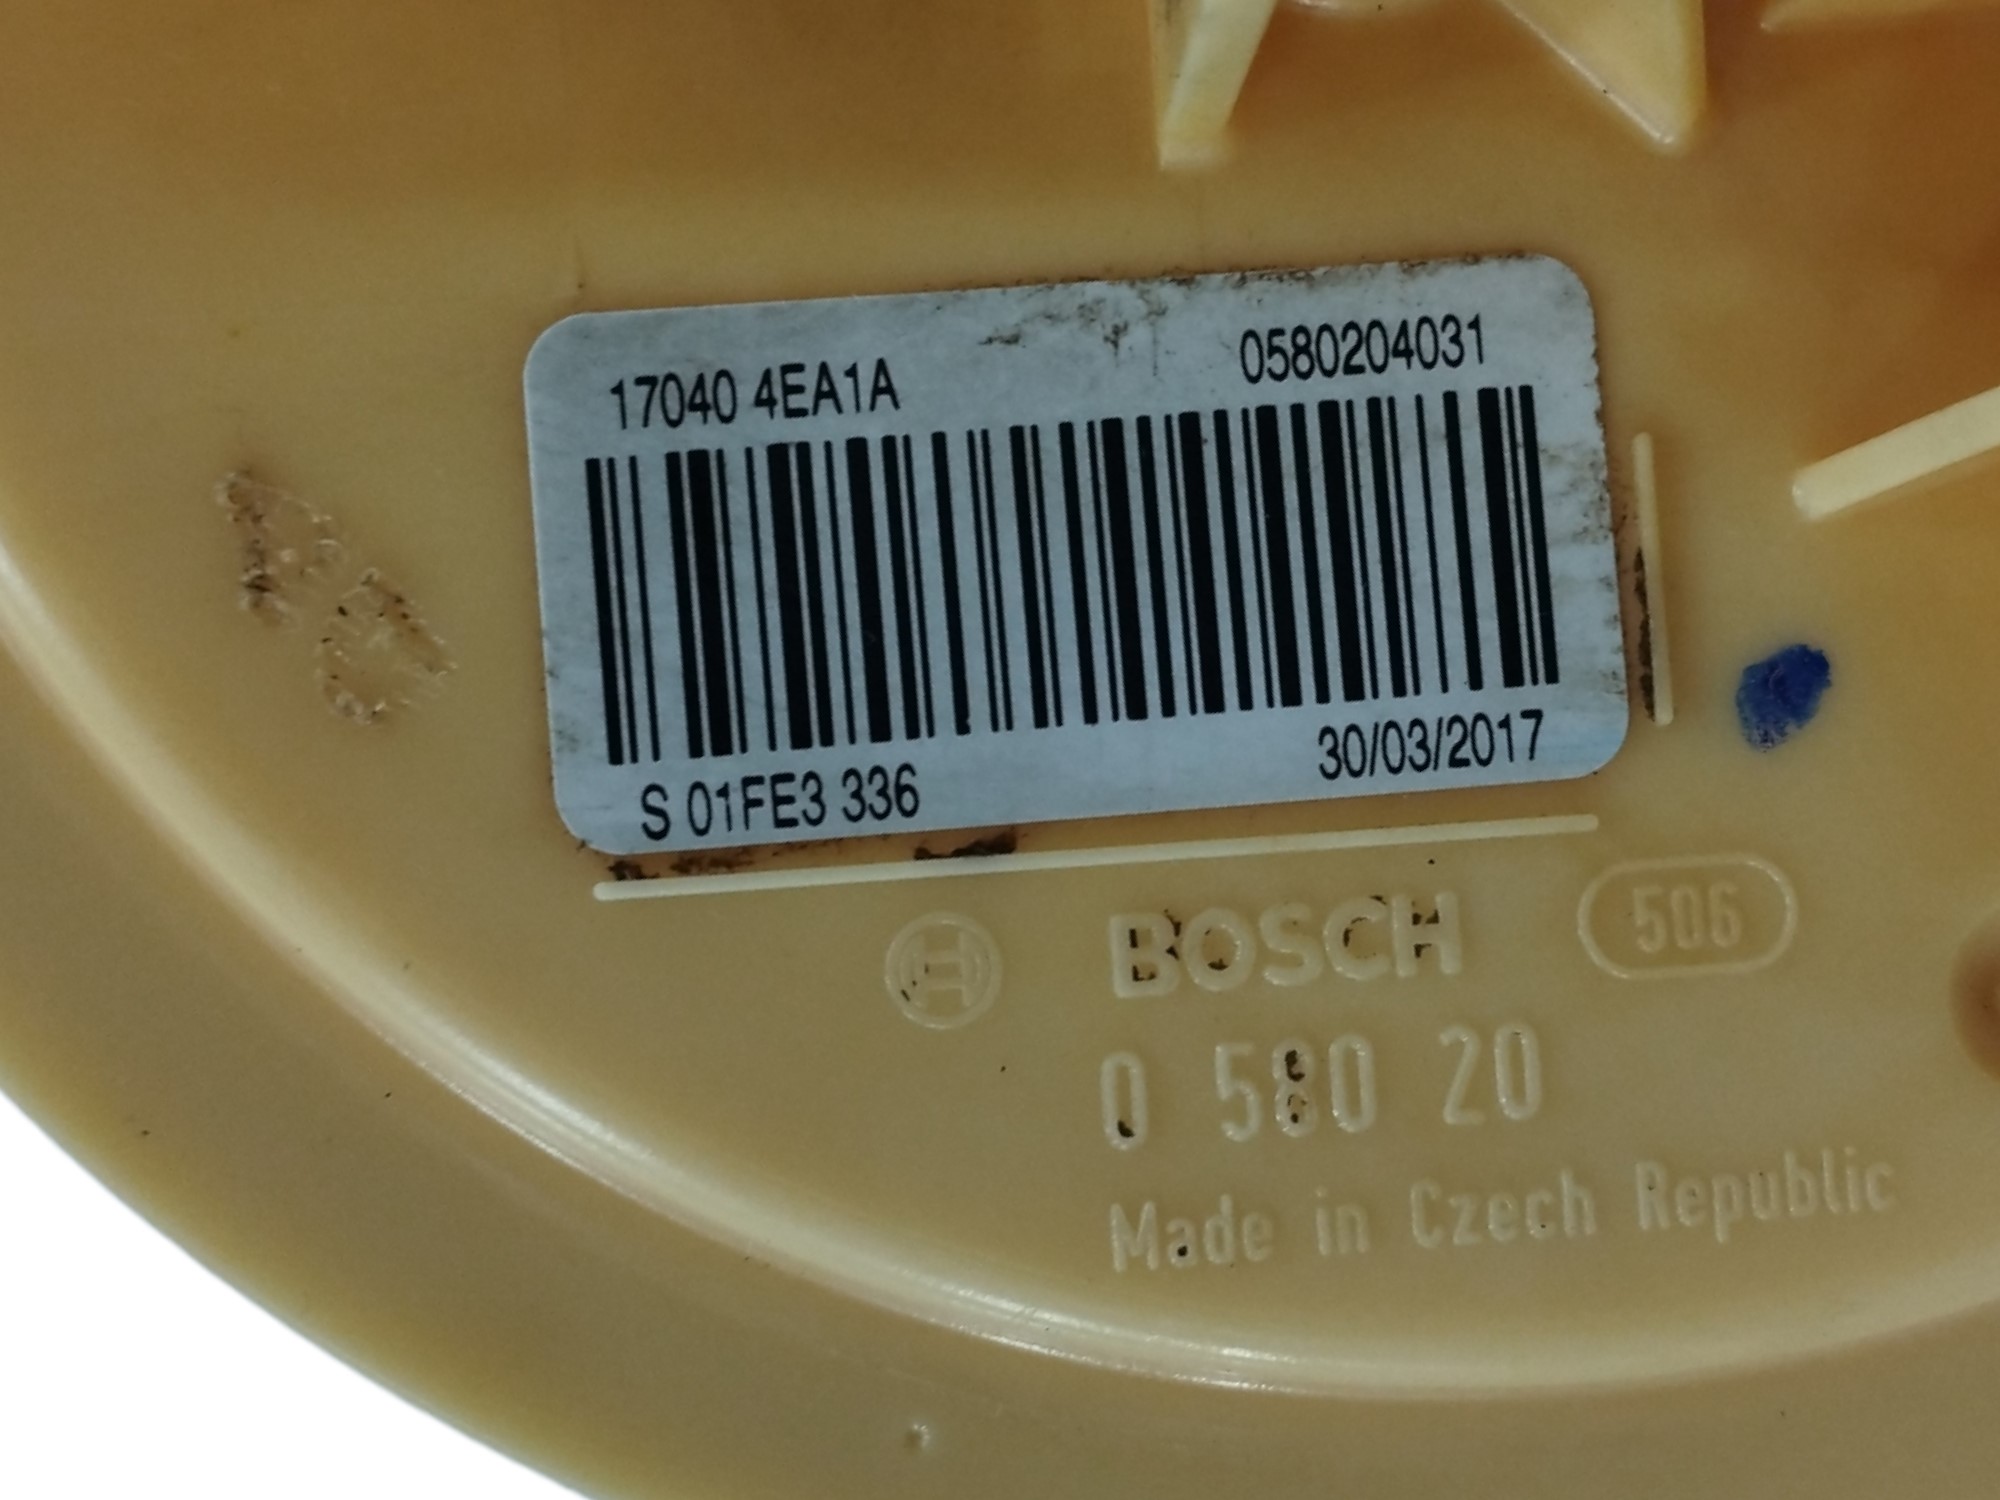 17040 4EA1A 0580204031
S 01FE3 336 30/03/2017
BOSCH 506
0 580 20
Made in Czech Republic